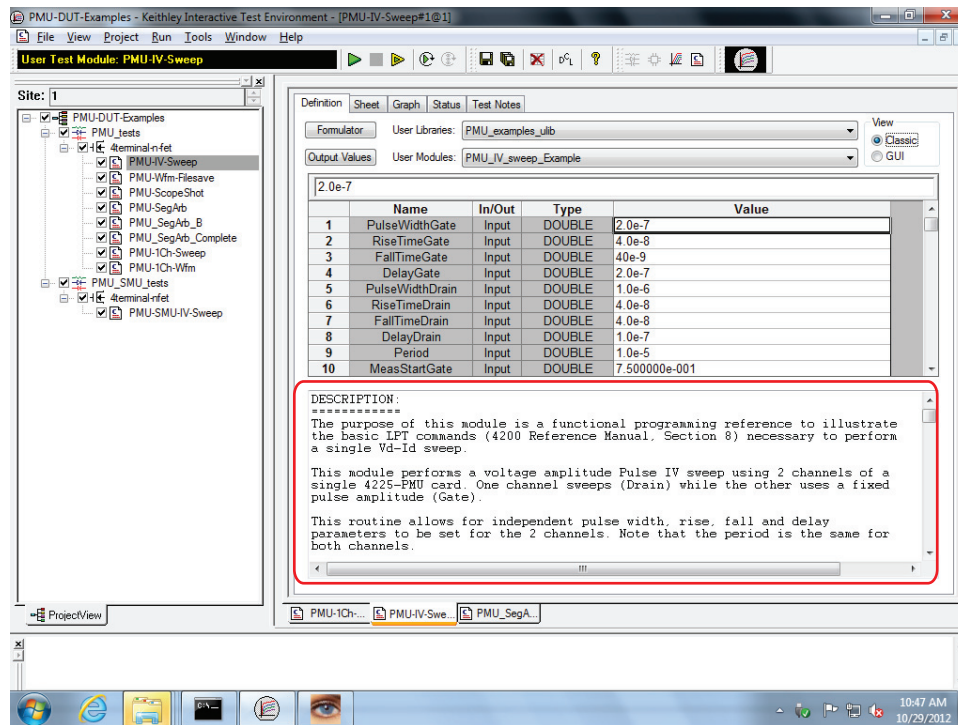 PMU-DUT-Examples - Keithley Interactive Test Environment - [PMU-IV-Sweep#1@1]
File View Project Run Tools Window Help
User Test Module: PMU-IV-Sweep
Site: 1
PMU-DUT-Examples
PMU_tests
4terminal-n-fet
PMU-IV-Sweep
PMU-Wfm-Filesave
PMU-ScopeShot
PMU-SegArb
PMU_SegArb_B
PMU_SegArb_Complete
PMU-1Ch-Sweep
PMU-1Ch-Wfm
PMU_SMU_tests
4terminal-nfet
PMU-SMU-IV-Sweep
ProjectView
Definition Sheet Graph Status Test Notes
Formulator User Libraries: PMU_examples_ulib
Output Values User Modules: PMU_IV_sweep_Example
View
Classic
GUI
2.0e-7
Name In/Out Type Value
1 PulseWidthGate Input DOUBLE 2.0e-7
2 RiseTimeGate Input DOUBLE 4.0e-8
3 FallTimeGate Input DOUBLE 40e-9
4 DelayGate Input DOUBLE 2.0e-7
5 PulseWidthDrain Input DOUBLE 1.0e-6
6 RiseTimeDrain Input DOUBLE 4.0e-8
7 FallTimeDrain Input DOUBLE 4.0e-8
8 DelayDrain Input DOUBLE 1.0e-7
9 Period Input DOUBLE 1.0e-5
10 MeasStartGate Input DOUBLE 7.500000e-001
DESCRIPTION:
============
The purpose of this module is a functional programming reference to illustrate
the basic LPT commands (4200 Reference Manual, Section 8) necessary to perform
a single Vd-Id sweep.
This module performs a voltage amplitude Pulse IV sweep using 2 channels of a
single 4225-PMU card. One channel sweeps (Drain) while the other uses a fixed
pulse amplitude (Gate).
This routine allows for independent pulse width, rise, fall and delay
parameters to be set for the 2 channels. Note that the period is the same for
both channels.
PMU-1Ch-... PMU-IV-Swe... PMU_SegA...
10:47 AM
10/29/2012